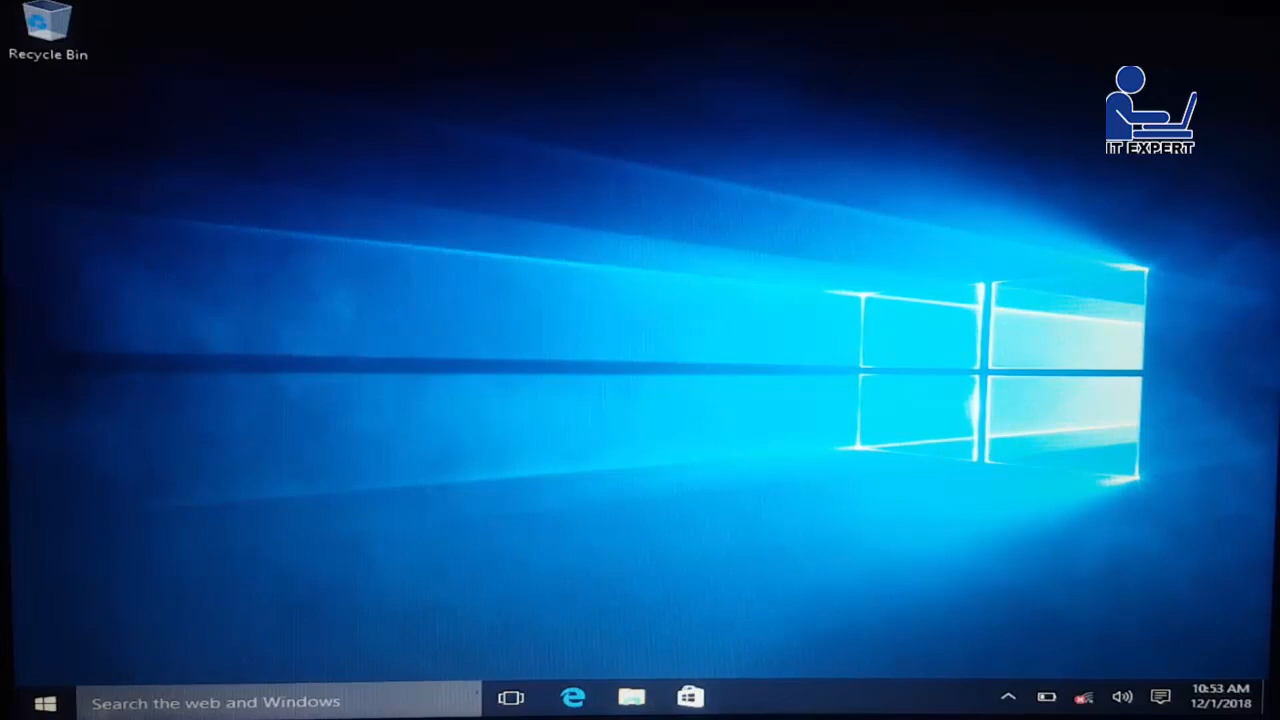 Recycle Bin
IT EXPERT
Search the web and Windows
10:53 AM
12/1/2018